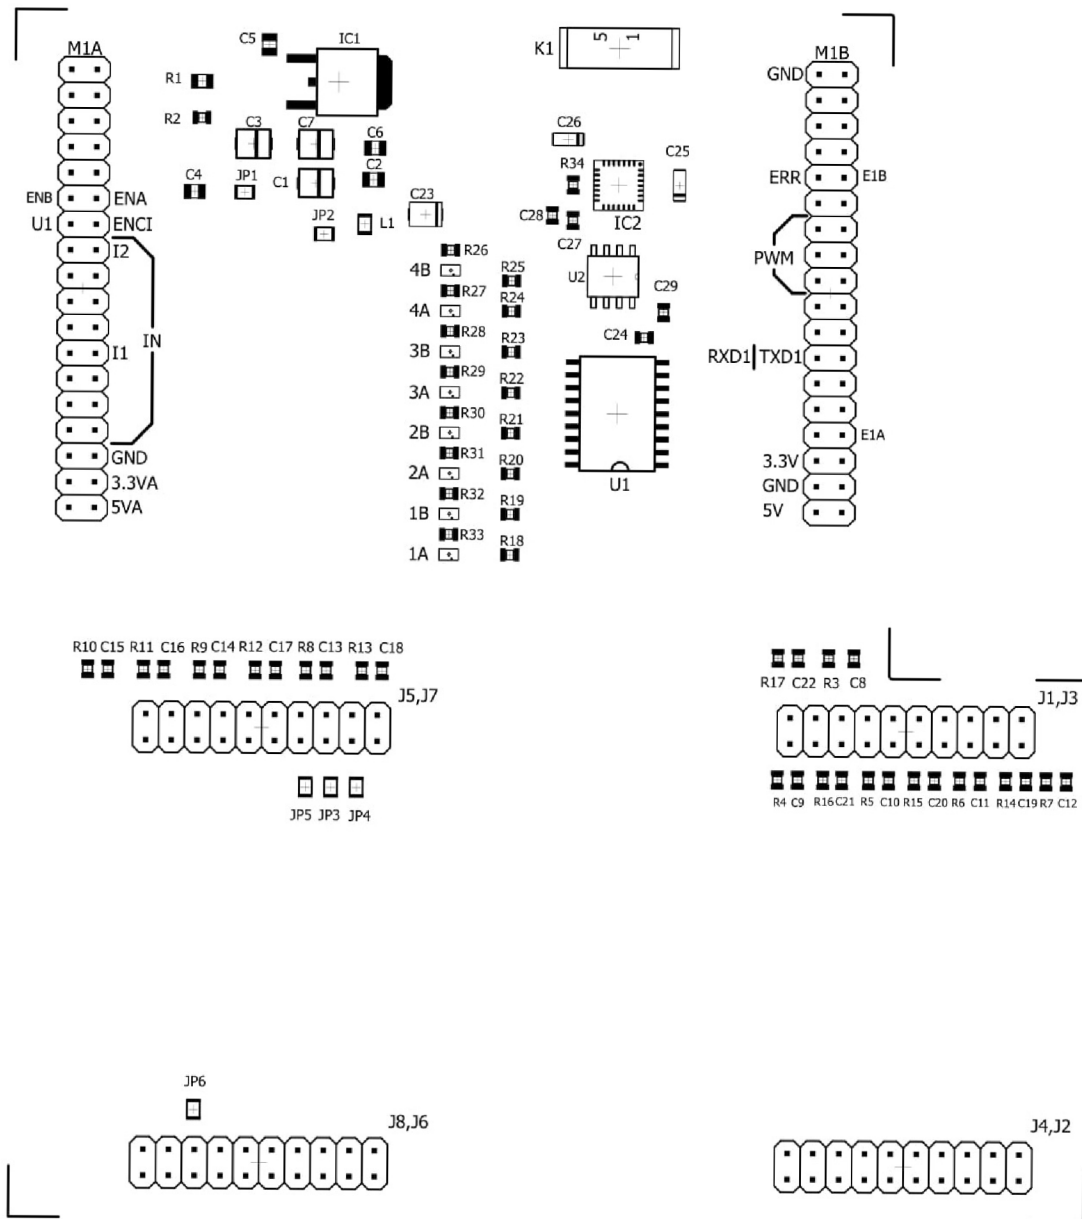 M1A
C5
IC1
K1
5 1
M1B
GND
R1
R2
C3
C7
C6
C26
R34
C25
C4
JP1
C1
C2
ERR
E1B
ENB
ENA
C23
C28
IC2
U1
ENCI
JP2
L1
I2
R26
C27
PWM
4B
R25
U2
R27
R24
C29
4A
R28
C24
IN
I1
3B
R23
RXD1
TXD1
R29
3A
R22
R30
2B
R21
E1A
GND
R31
3.3V
3.3VA
2A
R20
U1
GND
5VA
R32
1B
R19
5V
R33
1A
R18
R10 C15 R11 C16 R9 C14 R12 C17 R8 C13 R13 C18
R17 C22 R3 C8
J5,J7
J1,J3
JP5 JP3 JP4
R4 C9 R16 C21 R5 C10 R15 C20 R6 C11 R14 C19 R7 C12
JP6
J8,J6
J4,J2